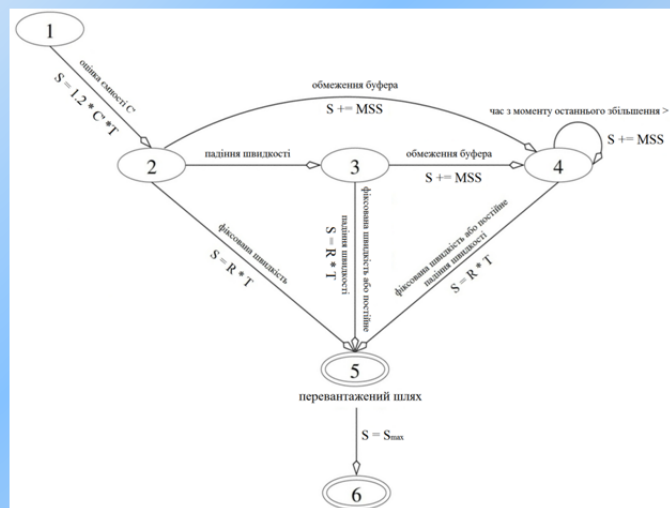 1
оцінка ємності C'
S = 1.2 * C' * T
обмеження буфера
S += MSS
час з моменту останнього збільшення >
S += MSS
2
падіння швидкості
3
обмеження буфера
S += MSS
4
фіксована швидкість
S = R * T
фіксована швидкість або постійне
падіння швидкості
S = R * T
фіксована швидкість або постійне
падіння швидкості
S = R * T
5
перевантажений шлях
S = Smax
6